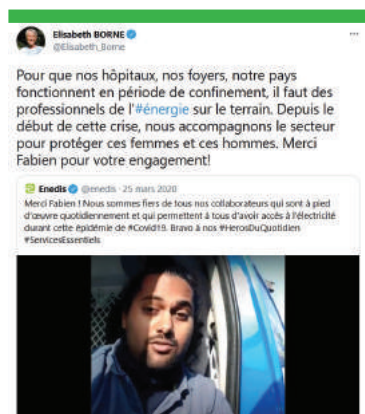 Elisabeth BORNE
@Elisabeth_Borne
Pour que nos hôpitaux, nos foyers, notre pays
fonctionnent en période de confinement, il faut des
professionnels de l'#énergie sur le terrain. Depuis le
début de cette crise, nous accompagnons le secteur
pour protéger ces femmes et ces hommes. Merci
Fabien pour votre engagement!
Enedis @enedis · 25 mars 2020
Merci Fabien ! Nous sommes fiers de tous nos collaborateurs qui sont à pied
d'œuvre quotidiennement et qui permettent à tous d'avoir accès à l'électricité
durant cette épidémie de #Covid19. Bravo à nos #HerosDuQuotidien
#ServicesEssentiels